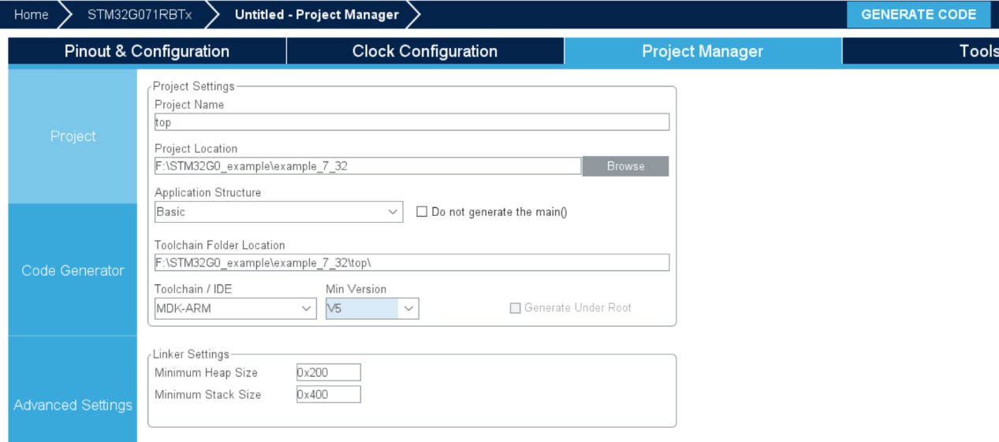 Home STM32G071RBTx Untitled - Project Manager GENERATE CODE
Pinout & Configuration Clock Configuration Project Manager Tools
Project
Code Generator
Advanced Settings
Project Settings
Project Name
top
Project Location
F:\STM32G0_example\example_7_32 Browse
Application Structure
Basic Do not generate the main()
Toolchain Folder Location
F:\STM32G0_example\example_7_32\top\
Toolchain / IDE Min Version
MDK-ARM V5 Generate Under Root
Linker Settings
Minimum Heap Size 0x200
Minimum Stack Size 0x400